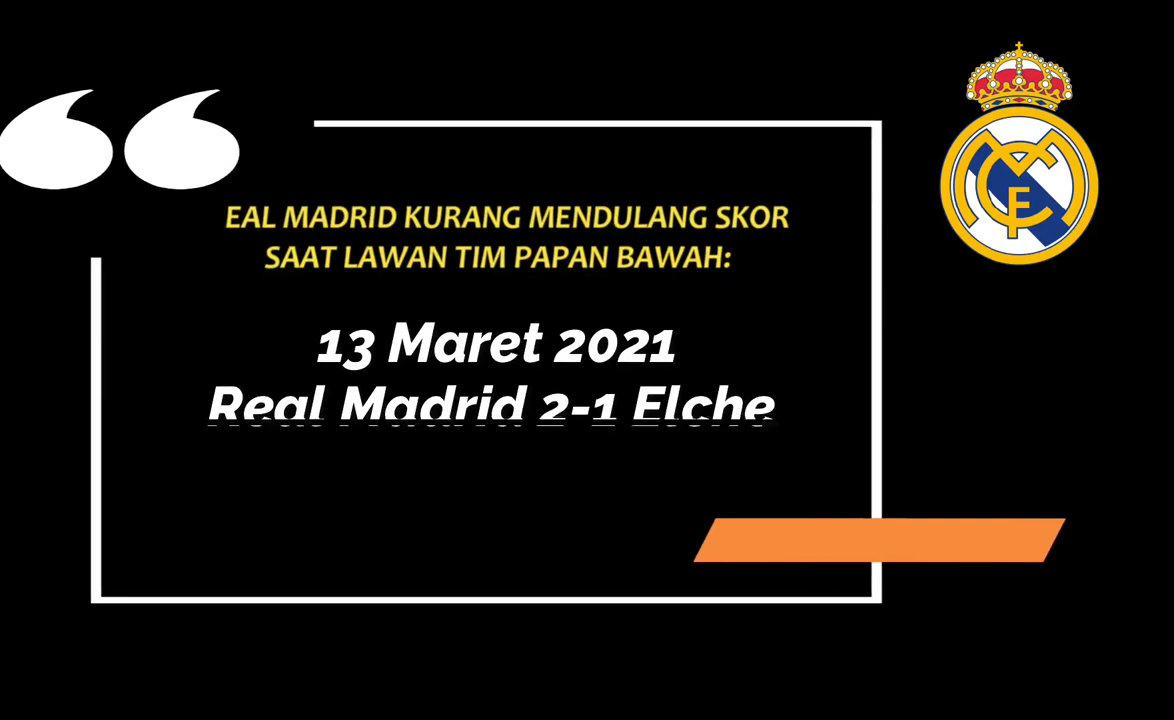 EAL MADRID KURANG MENDULANG SKOR
SAAT LAWAN TIM PAPAN BAWAH:
13 Maret 2021
Real Madrid 2-1 Elche